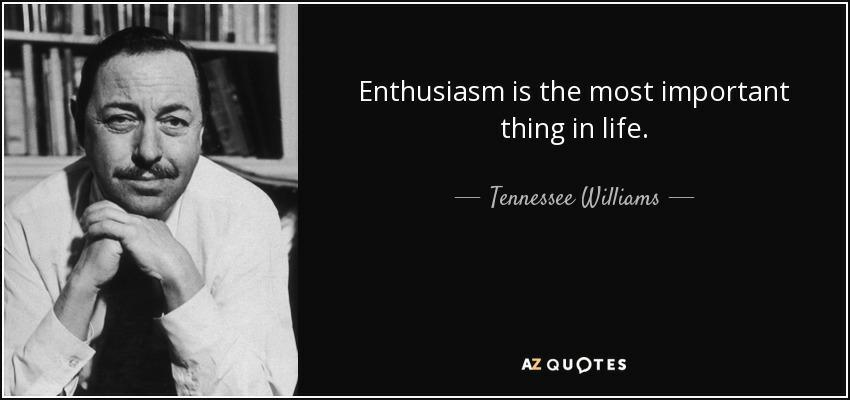 Enthusiasm is the most important
thing in life.
Tennessee Williams
AZ QUOTES